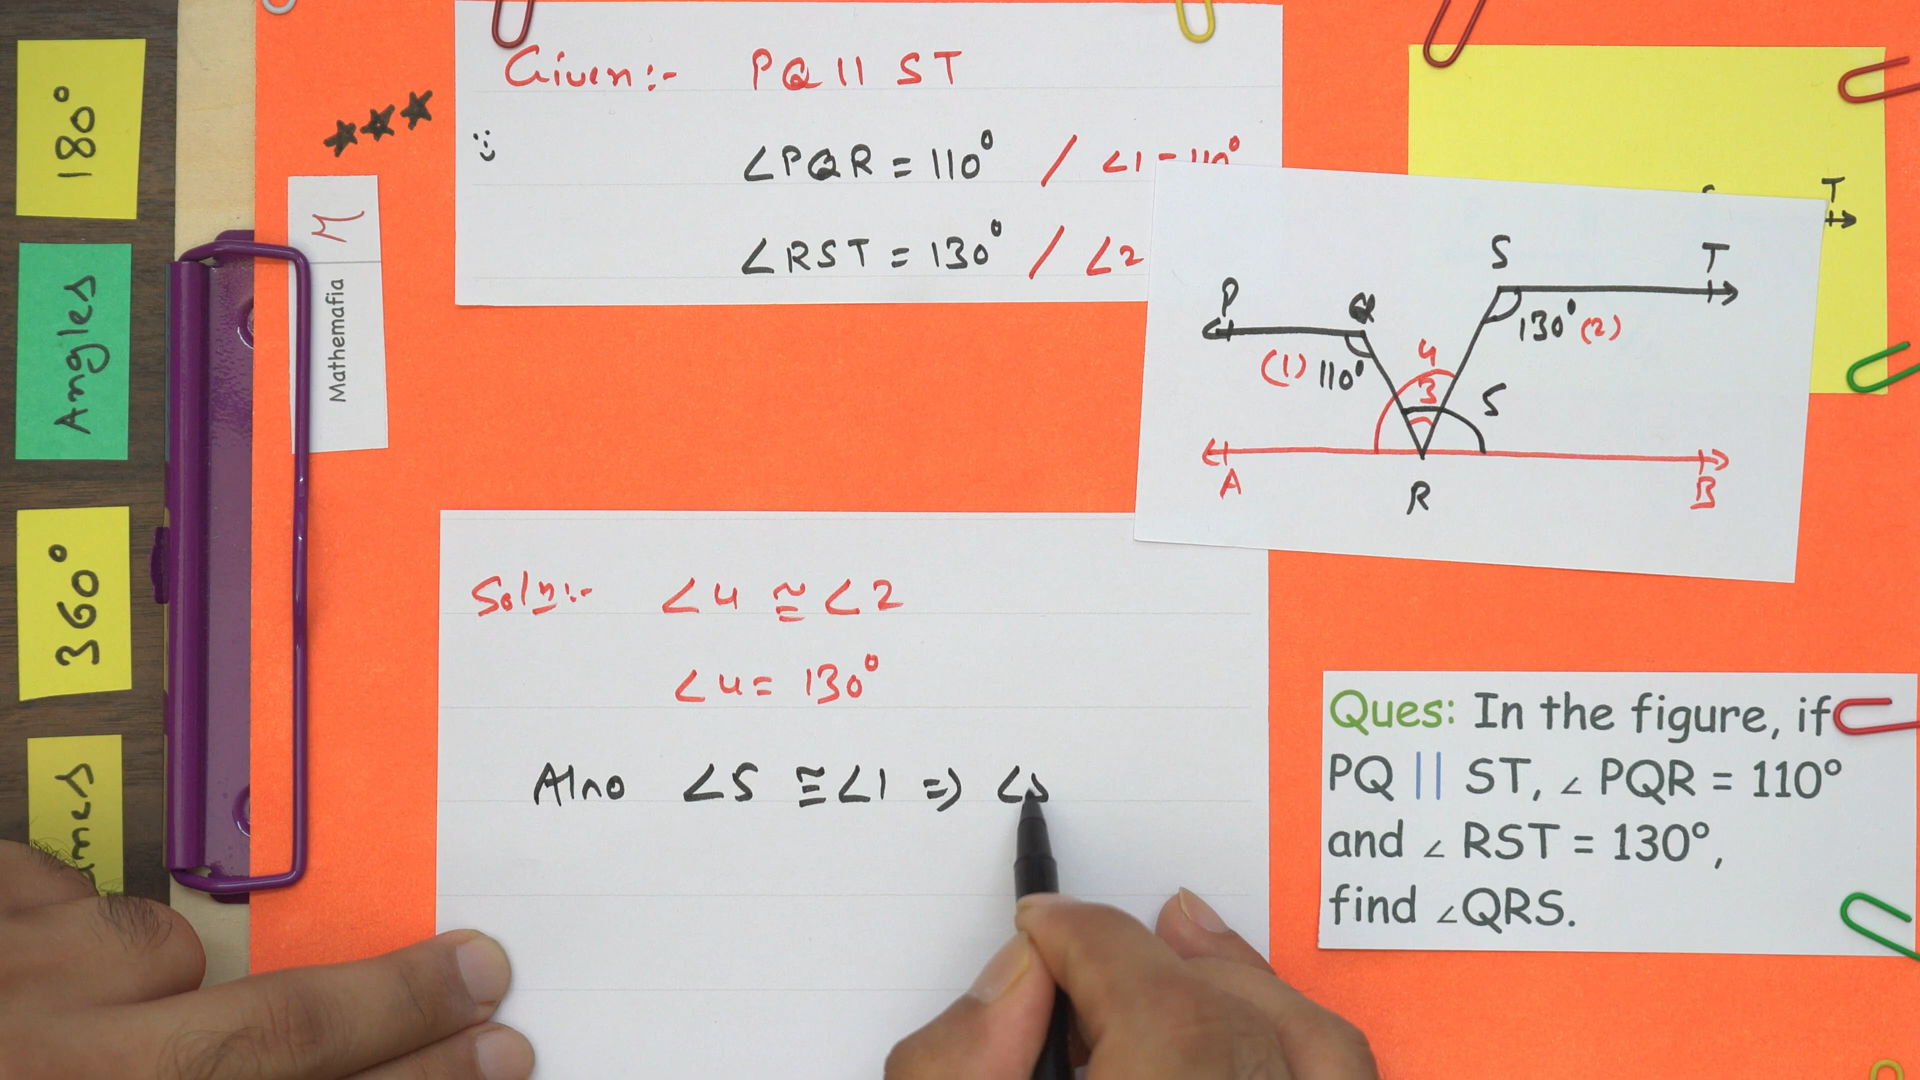 180°
Angles
360°
Mathemafia
Given:- PQ || ST
∠PQR = 110° / ∠1 = 110°
∠RST = 130° / ∠2
T
S
T
P
Q
130° (2)
(1) 110°
4
3
5
A
R
B
Soln:- ∠4 ≅ ∠2
∠4 = 130°
Also ∠5 ≅ ∠1 ⇒ ∠
Ques: In the figure, if
PQ || ST, ∠ PQR = 110°
and ∠ RST = 130°,
find ∠QRS.